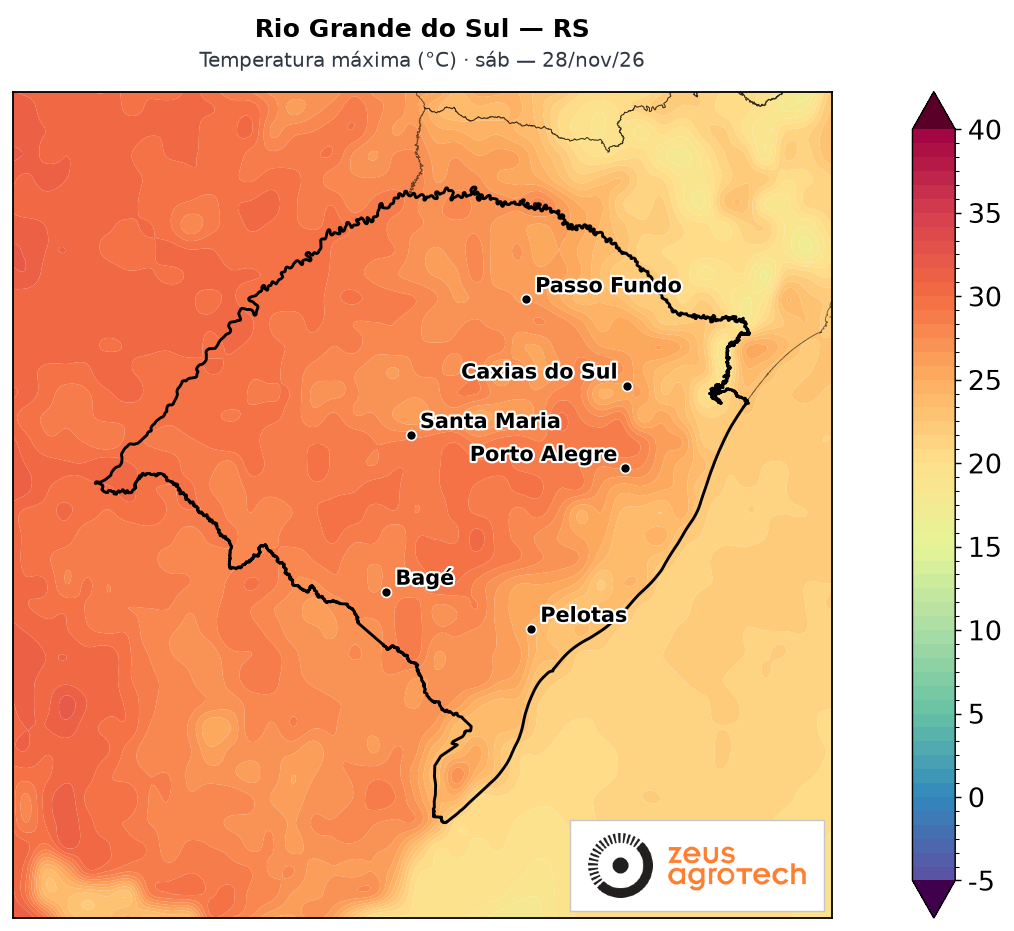 Rio Grande do Sul — RS
Temperatura máxima (°C) · sáb — 28/nov/26
40
35
30
25
20
15
10
5
0
-5
Passo Fundo
Caxias do Sul
Santa Maria
Porto Alegre
Bagé
Pelotas
zeus
agrotech